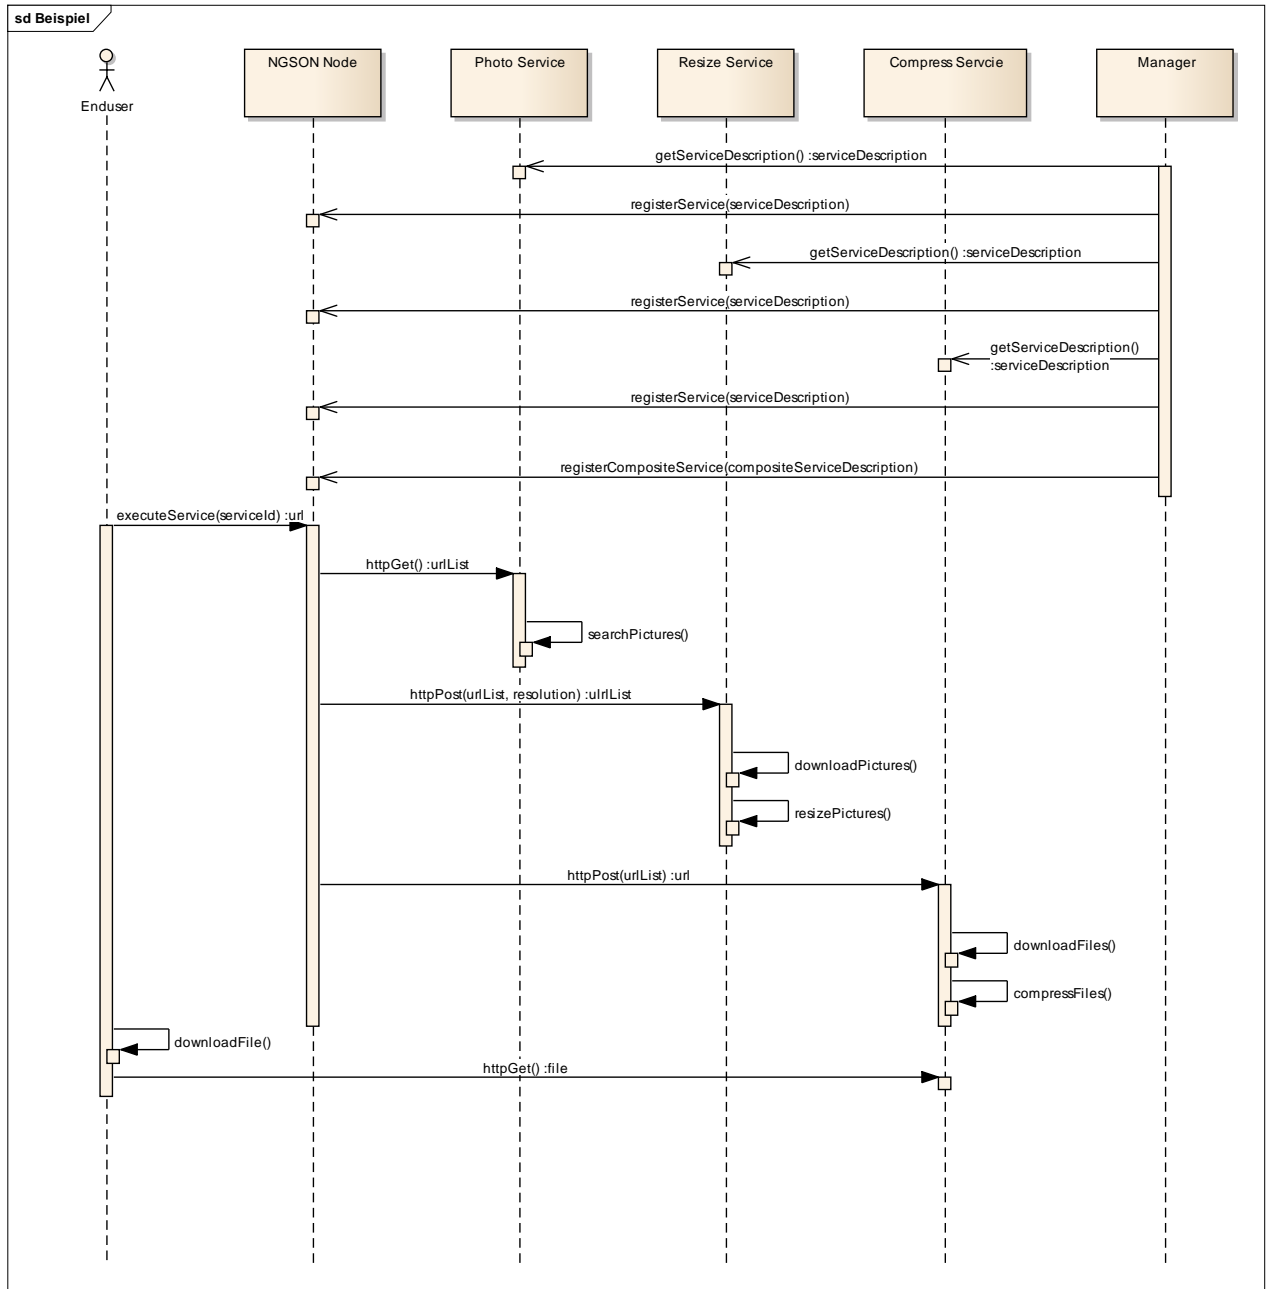 sd Beispiel
Enduser
NGSON Node
Photo Service
Resize Service
Compress Servcie
Manager
getServiceDescription() :serviceDescription
registerService(serviceDescription)
getServiceDescription() :serviceDescription
registerService(serviceDescription)
getServiceDescription()
:serviceDescription
registerService(serviceDescription)
registerCompositeService(compositeServiceDescription)
executeService(serviceId) :url
httpGet() :urlList
searchPictures()
httpPost(urlList, resolution) :ulrlList
downloadPictures()
resizePictures()
httpPost(urlList) :url
downloadFiles()
compressFiles()
downloadFile()
httpGet() :file